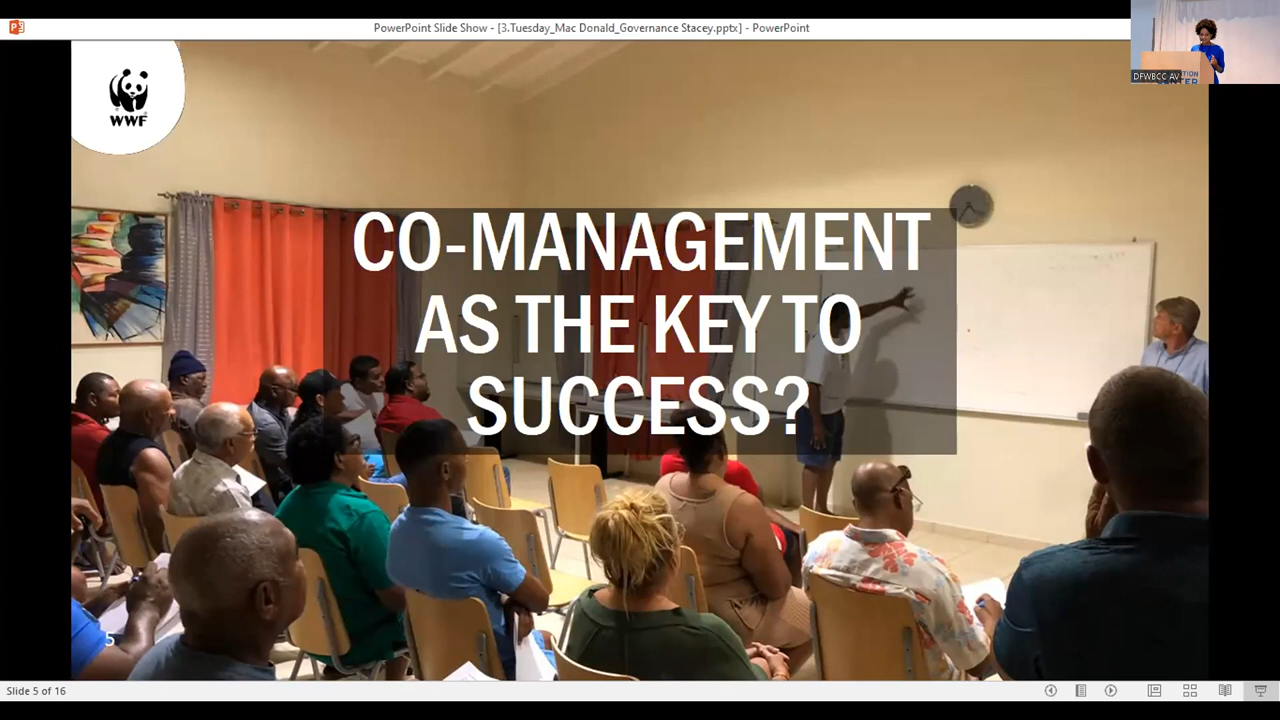 PowerPoint Slide Show - [3.Tuesday_Mac Donald_Governance Stacey.pptx] - PowerPoint
DFWBCC AV
CENTER
WWF
CO-MANAGEMENT
AS THE KEY TO
SUCCESS?
5
Slide 5 of 16